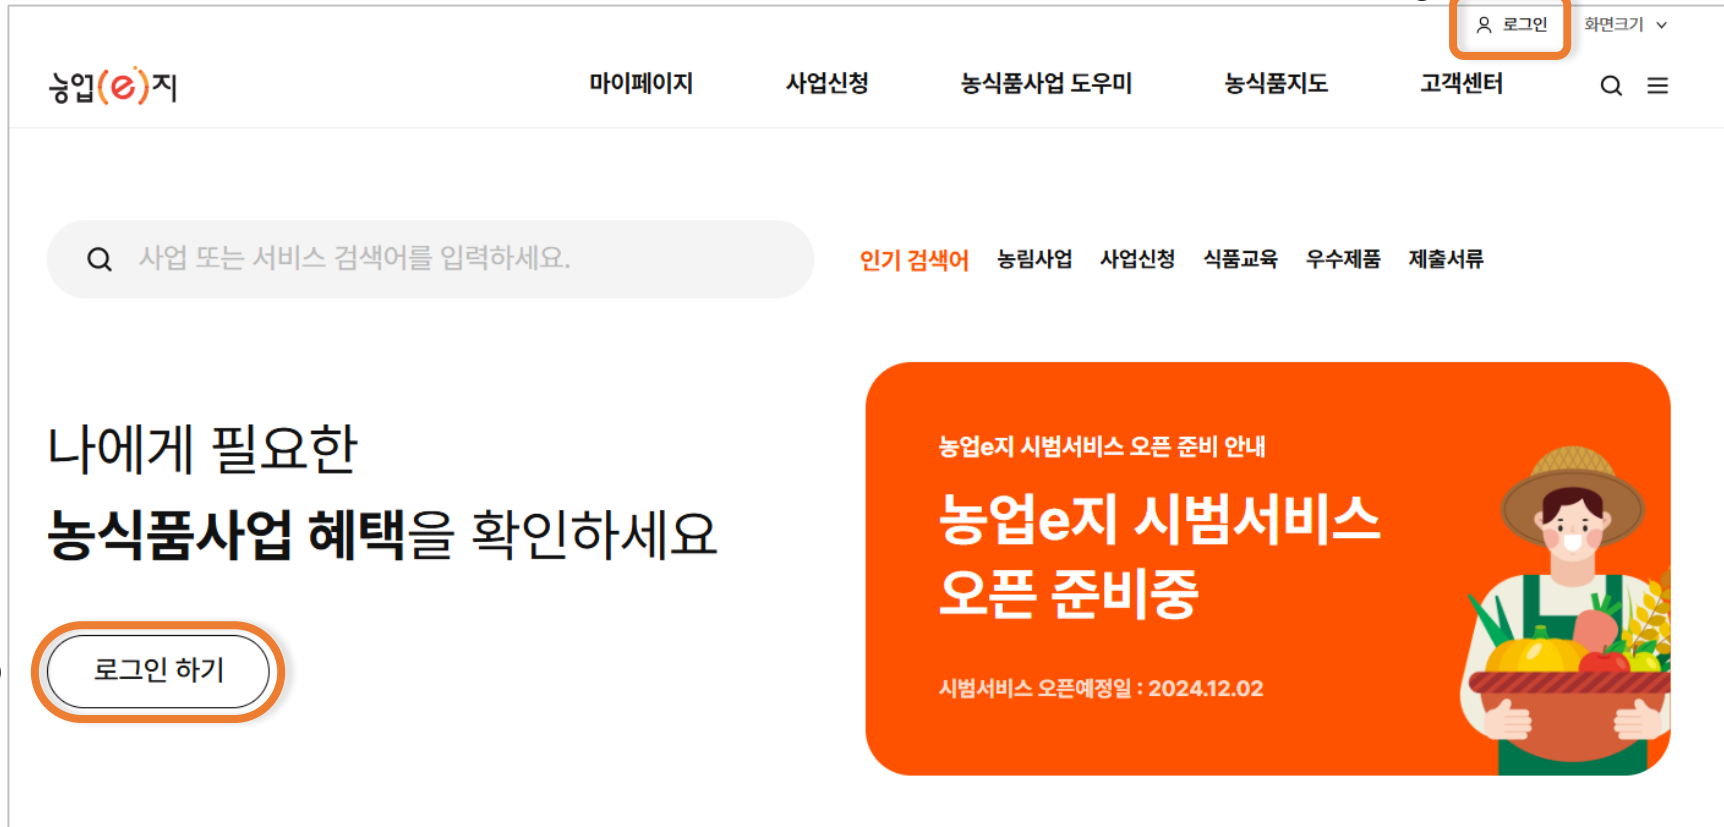 로그인 화면크기
농업(e)지 마이페이지 사업신청 농식품사업 도우미 농식품지도 고객센터
사업 또는 서비스 검색어를 입력하세요.
인기 검색어 농림사업 사업신청 식품교육 우수제품 제출서류
나에게 필요한
농식품사업 혜택을 확인하세요
로그인 하기
농업e지 시범서비스 오픈 준비 안내
농업e지 시범서비스
오픈 준비중
시범서비스 오픈예정일 : 2024.12.02